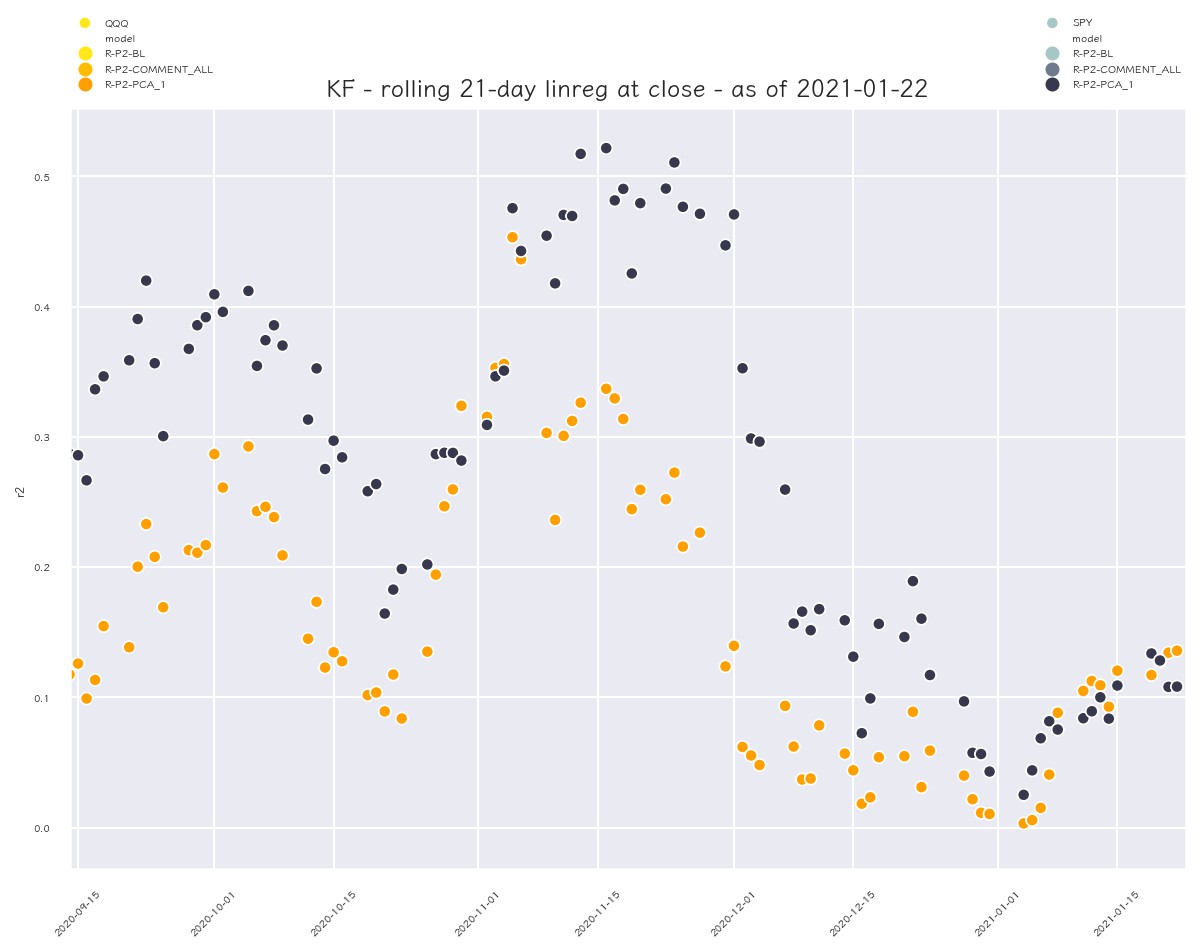 QQQ
model
R-P2-BL
R-P2-COMMENT_ALL
R-P2-PCA_1
SPY
model
R-P2-BL
R-P2-COMMENT_ALL
R-P2-PCA_1
KF - rolling 21-day linreg at close - as of 2021-01-22
0.5
0.4
0.3
r2
0.2
0.1
0.0
2020-09-15
2020-10-01
2020-10-15
2020-11-01
2020-11-15
2020-12-01
2020-12-15
2021-01-01
2021-01-15